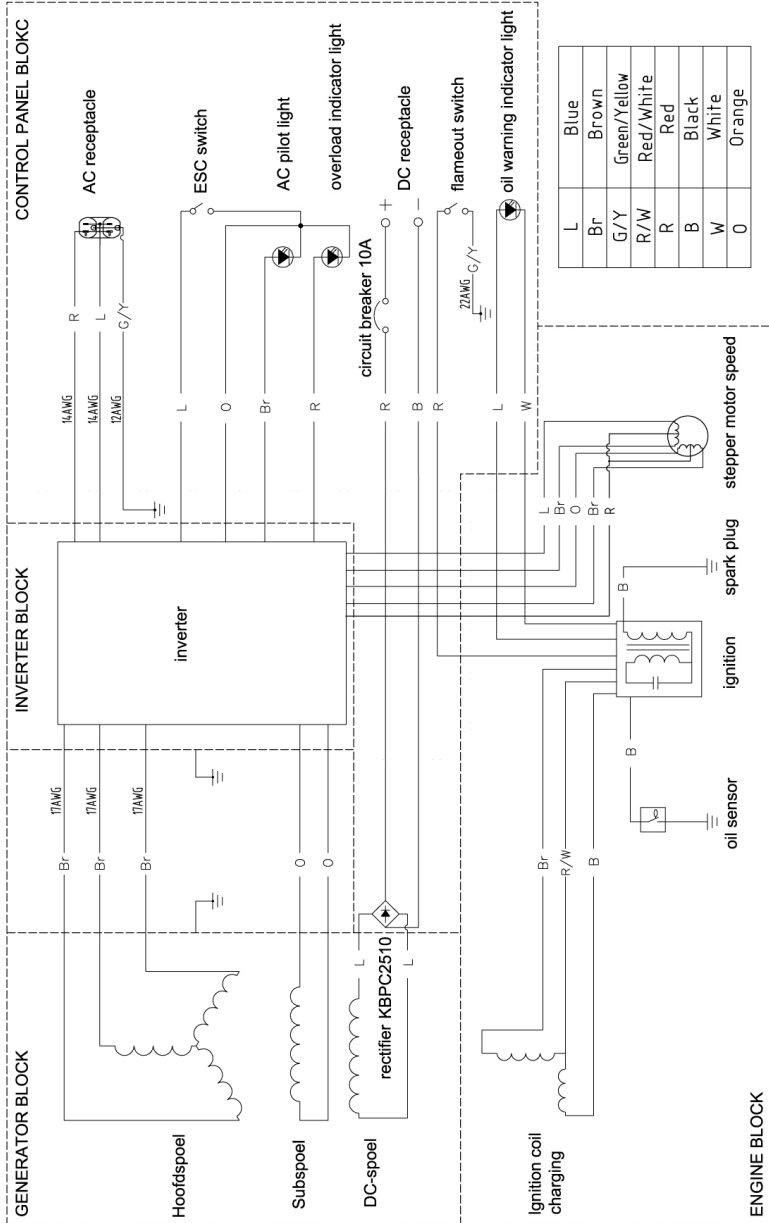 GENERATOR BLOCK
INVERTER BLOCK
CONTROL PANEL BLOKC
Hoofdspoel
17AWG
17AWG
17AWG
Br
Br
Br
Subspoel
O
O
DC-spoel
L
L
rectifier KBPC2510
inverter
14AWG
14AWG
12AWG
R
L
G/Y
AC receptacle
L
ESC switch
O
Br
AC pilot light
R
overload indicator light
circuit breaker 10A
R
+
DC receptacle
B
−
R
flameout switch
22AWG
G/Y
L
oil warning indicator light
W
L Blue
Br Brown
G/Y Green/Yellow
R/W Red/White
R Red
B Black
W White
O Orange
ENGINE BLOCK
Ignition coil
charging
Br
R/W
B
B
oil sensor
ignition
B
spark plug
L
Br
O
Br
R
stepper motor speed